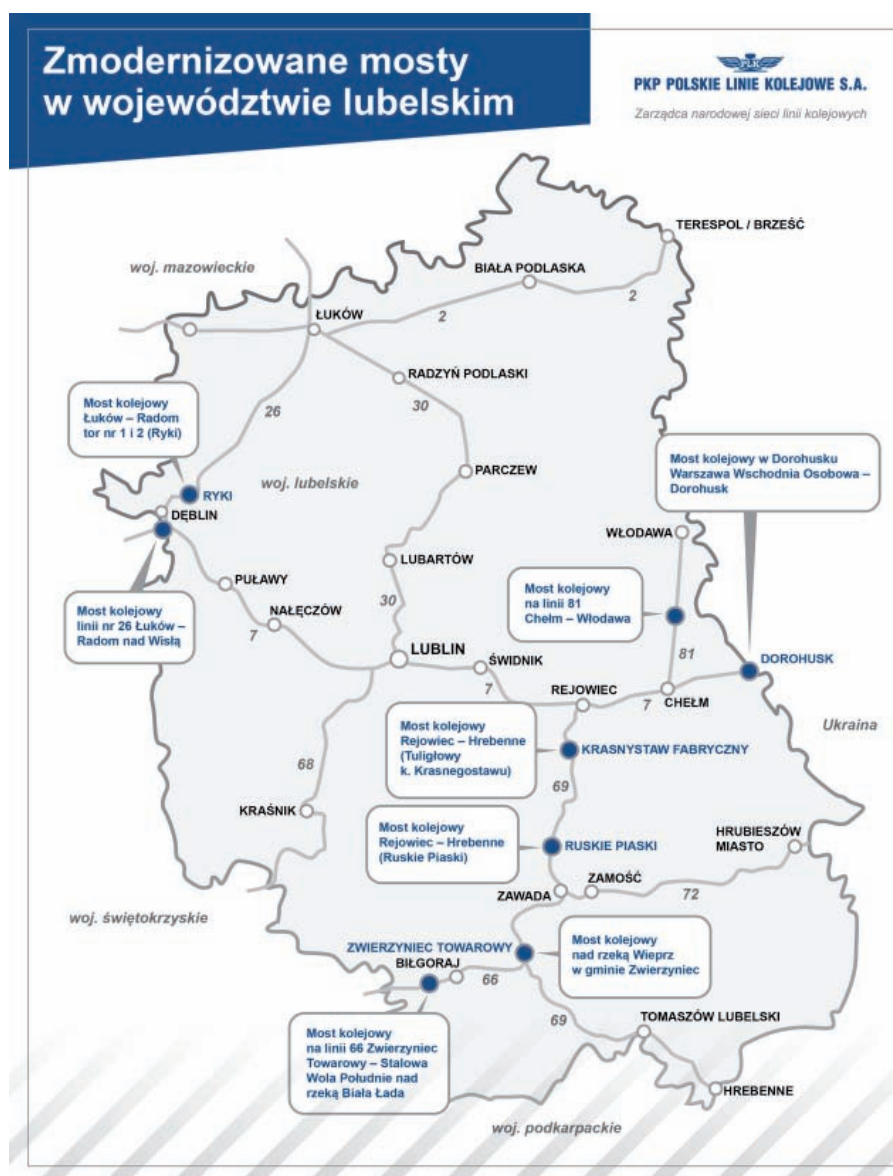 Zmodernizowane mosty
w województwie lubelskim
PLK
PKP POLSKIE LINIE KOLEJOWE S.A.
Zarządca narodowej sieci linii kolejowych
TERESPOL / BRZEŚĆ
woj. mazowieckie
BIAŁA PODLASKA
2
2
ŁUKÓW
RADZYŃ PODLASKI
26
30
Most kolejowy
Łuków – Radom
tor nr 1 i 2 (Ryki)
Most kolejowy w Dorohusku
Warszawa Wschodnia Osobowa –
Dorohusk
PARCZEW
woj. lubelskie
RYKI
DĘBLIN
WŁODAWA
LUBARTÓW
PUŁAWY
Most kolejowy
na linii 81
Chełm – Włodawa
30
NAŁĘCZÓW
Most kolejowy
linii nr 26 Łuków –
Radom nad Wisłą
7
LUBLIN
81
ŚWIDNIK
DOROHUSK
7
REJOWIEC
7
CHEŁM
Ukraina
Most kolejowy
Rejowiec – Hrebenne
(Tuligłowy
k. Krasnegostawu)
KRASNYSTAW FABRYCZNY
68
69
KRAŚNIK
Most kolejowy
Rejowiec – Hrebenne
(Ruskie Piaski)
RUSKIE PIASKI
HRUBIESZÓW
MIASTO
ZAMOŚĆ
ZAWADA
72
woj. świętokrzyskie
ZWIERZYNIEC TOWAROWY
BIŁGORAJ
66
Most kolejowy
nad rzeką Wieprz
w gminie Zwierzyniec
69
TOMASZÓW LUBELSKI
Most kolejowy
na linii 66 Zwierzyniec
Towarowy – Stalowa
Wola Południe nad
rzeką Biała Łada
HREBENNE
woj. podkarpackie